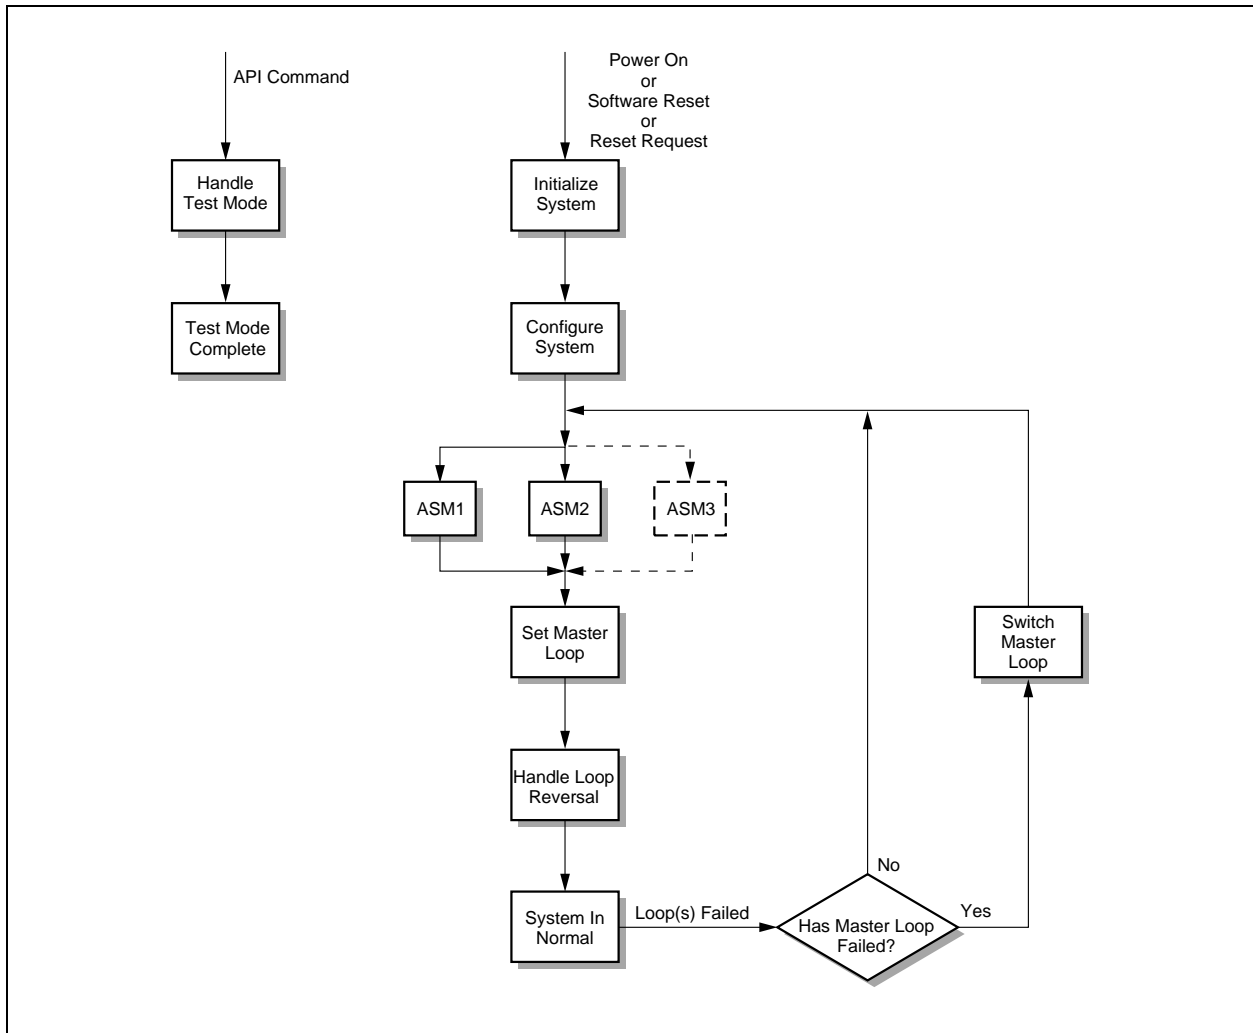 API Command
Power On
or
Software Reset
or
Reset Request
Handle
Test Mode
Initialize
System
Test Mode
Complete
Configure
System
ASM1
ASM2
ASM3
Set Master
Loop
Switch
Master
Loop
Handle Loop
Reversal
No
System In
Normal
Loop(s) Failed
Has Master Loop
Failed?
Yes